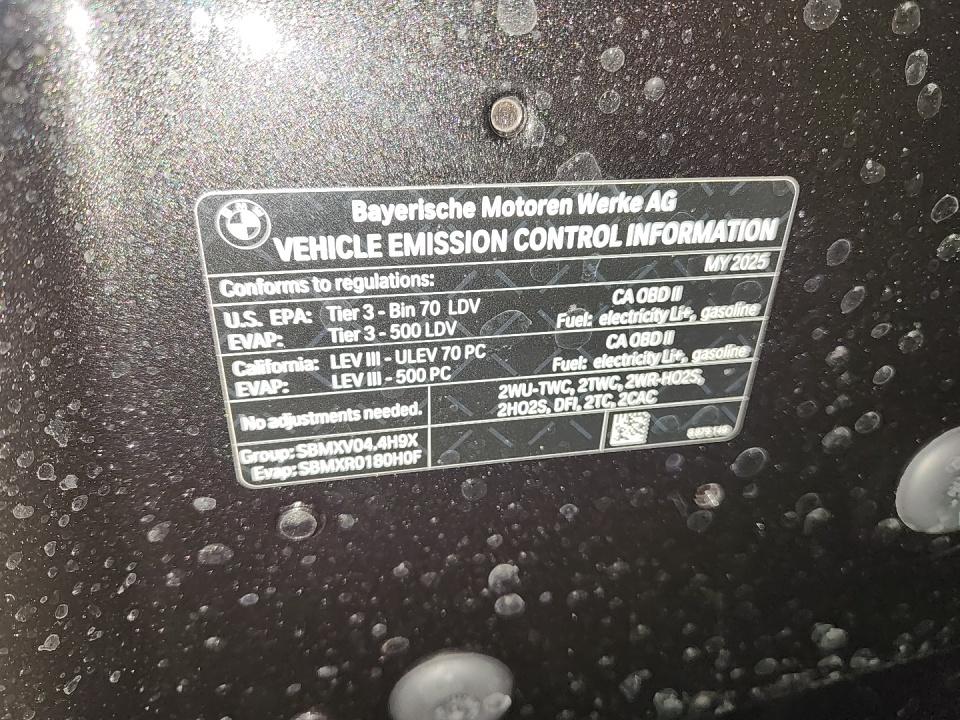 BMW
Bayerische Motoren Werke AG
VEHICLE EMISSION CONTROL INFORMATION
MY 2025
Conforms to regulations:
U.S. EPA: Tier 3 - Bin 70 LDV
EVAP: Tier 3 - 500 LDV
CA OBD II
Fuel: electricity Li+, gasoline
California: LEV III - ULEV 70 PC
EVAP: LEV III - 500 PC
CA OBD II
Fuel: electricity Li+, gasoline
No adjustments needed.
2WU-TWC, 2TWC, 2WR-HO2S,
2HO2S, DFI, 2TC, 2CAC
Group: SBMXV04.4H9X
Evap: SBMXR0180H0F